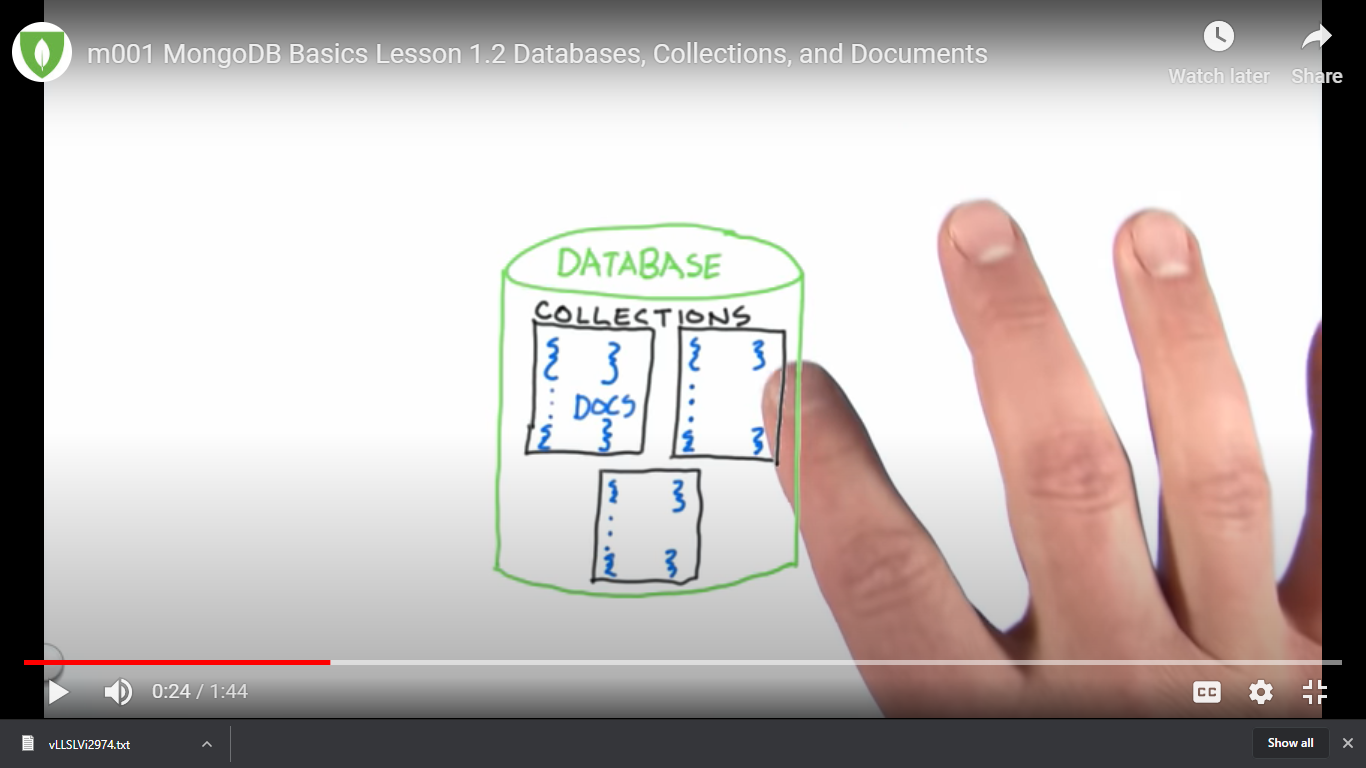 m001 MongoDB Basics Lesson 1.2 Databases, Collections, and Documents
Watch later
Share
DATABASE
COLLECTIONS
{ } { }
DOCS
{ } { }
{ }
{ }
0:24 / 1:44
CC
vLLSLVi2974.txt
Show all